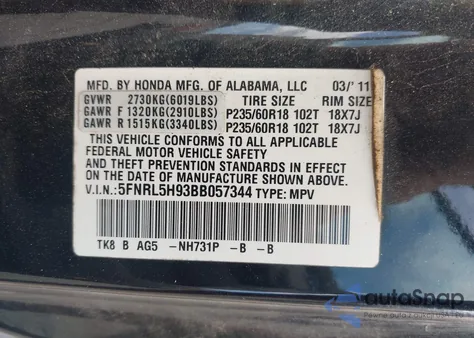 MFD. BY HONDA MFG. OF ALABAMA, LLC 03/'11
GVWR 2730KG(6019LBS) TIRE SIZE RIM SIZE
GAWR F 1320KG(2910LBS) P235/60R18 102T 18X7J
GAWR R 1515KG(3340LBS) P235/60R18 102T 18X7J
THIS VEHICLE CONFORMS TO ALL APPLICABLE
FEDERAL MOTOR VEHICLE SAFETY
AND THEFT PREVENTION STANDARDS IN EFFECT
ON THE DATE OF MANUFACTURE SHOWN ABOVE.
V.I.N.: 5FNRL5H93BB057344 TYPE: MPV
TK8 B AG5 -NH731P -B -B
autoSnap